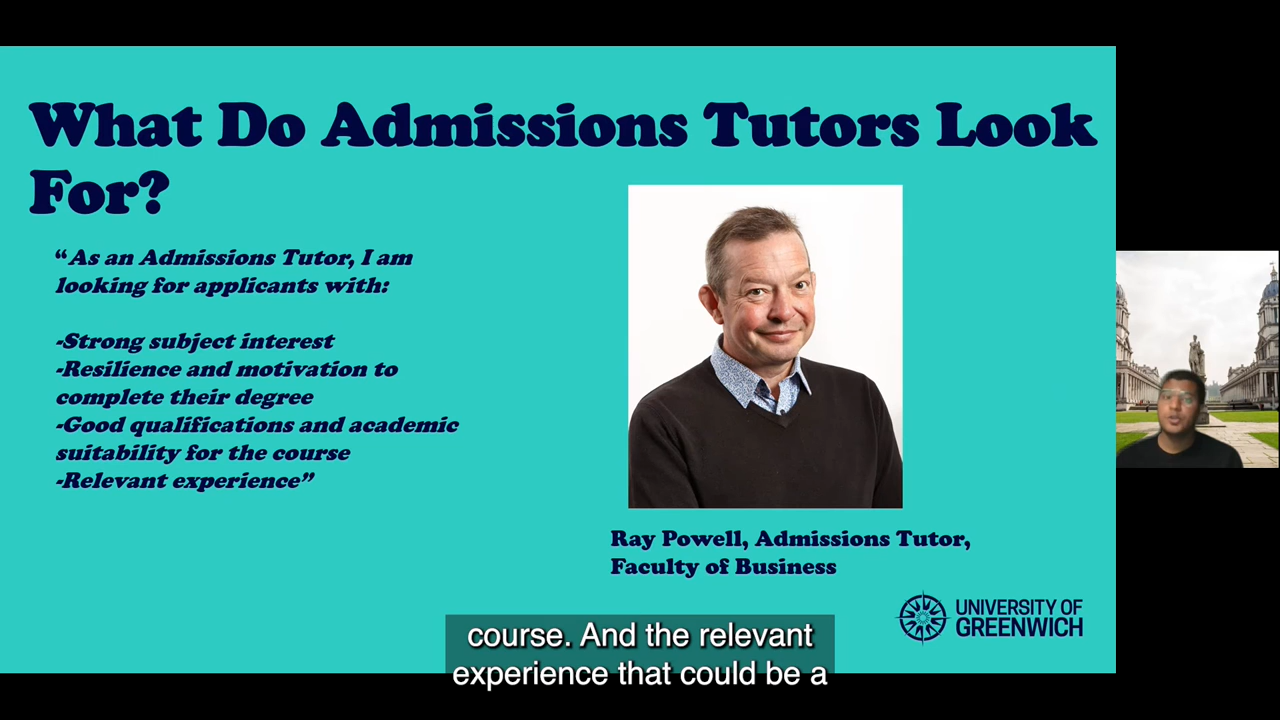 What Do Admissions Tutors Look
For?
“As an Admissions Tutor, I am
looking for applicants with:
-Strong subject interest
-Resilience and motivation to
complete their degree
-Good qualifications and academic
suitability for the course
-Relevant experience”
Ray Powell, Admissions Tutor,
Faculty of Business
UNIVERSITY OF
GREENWICH
course. And the relevant
experience that could be a